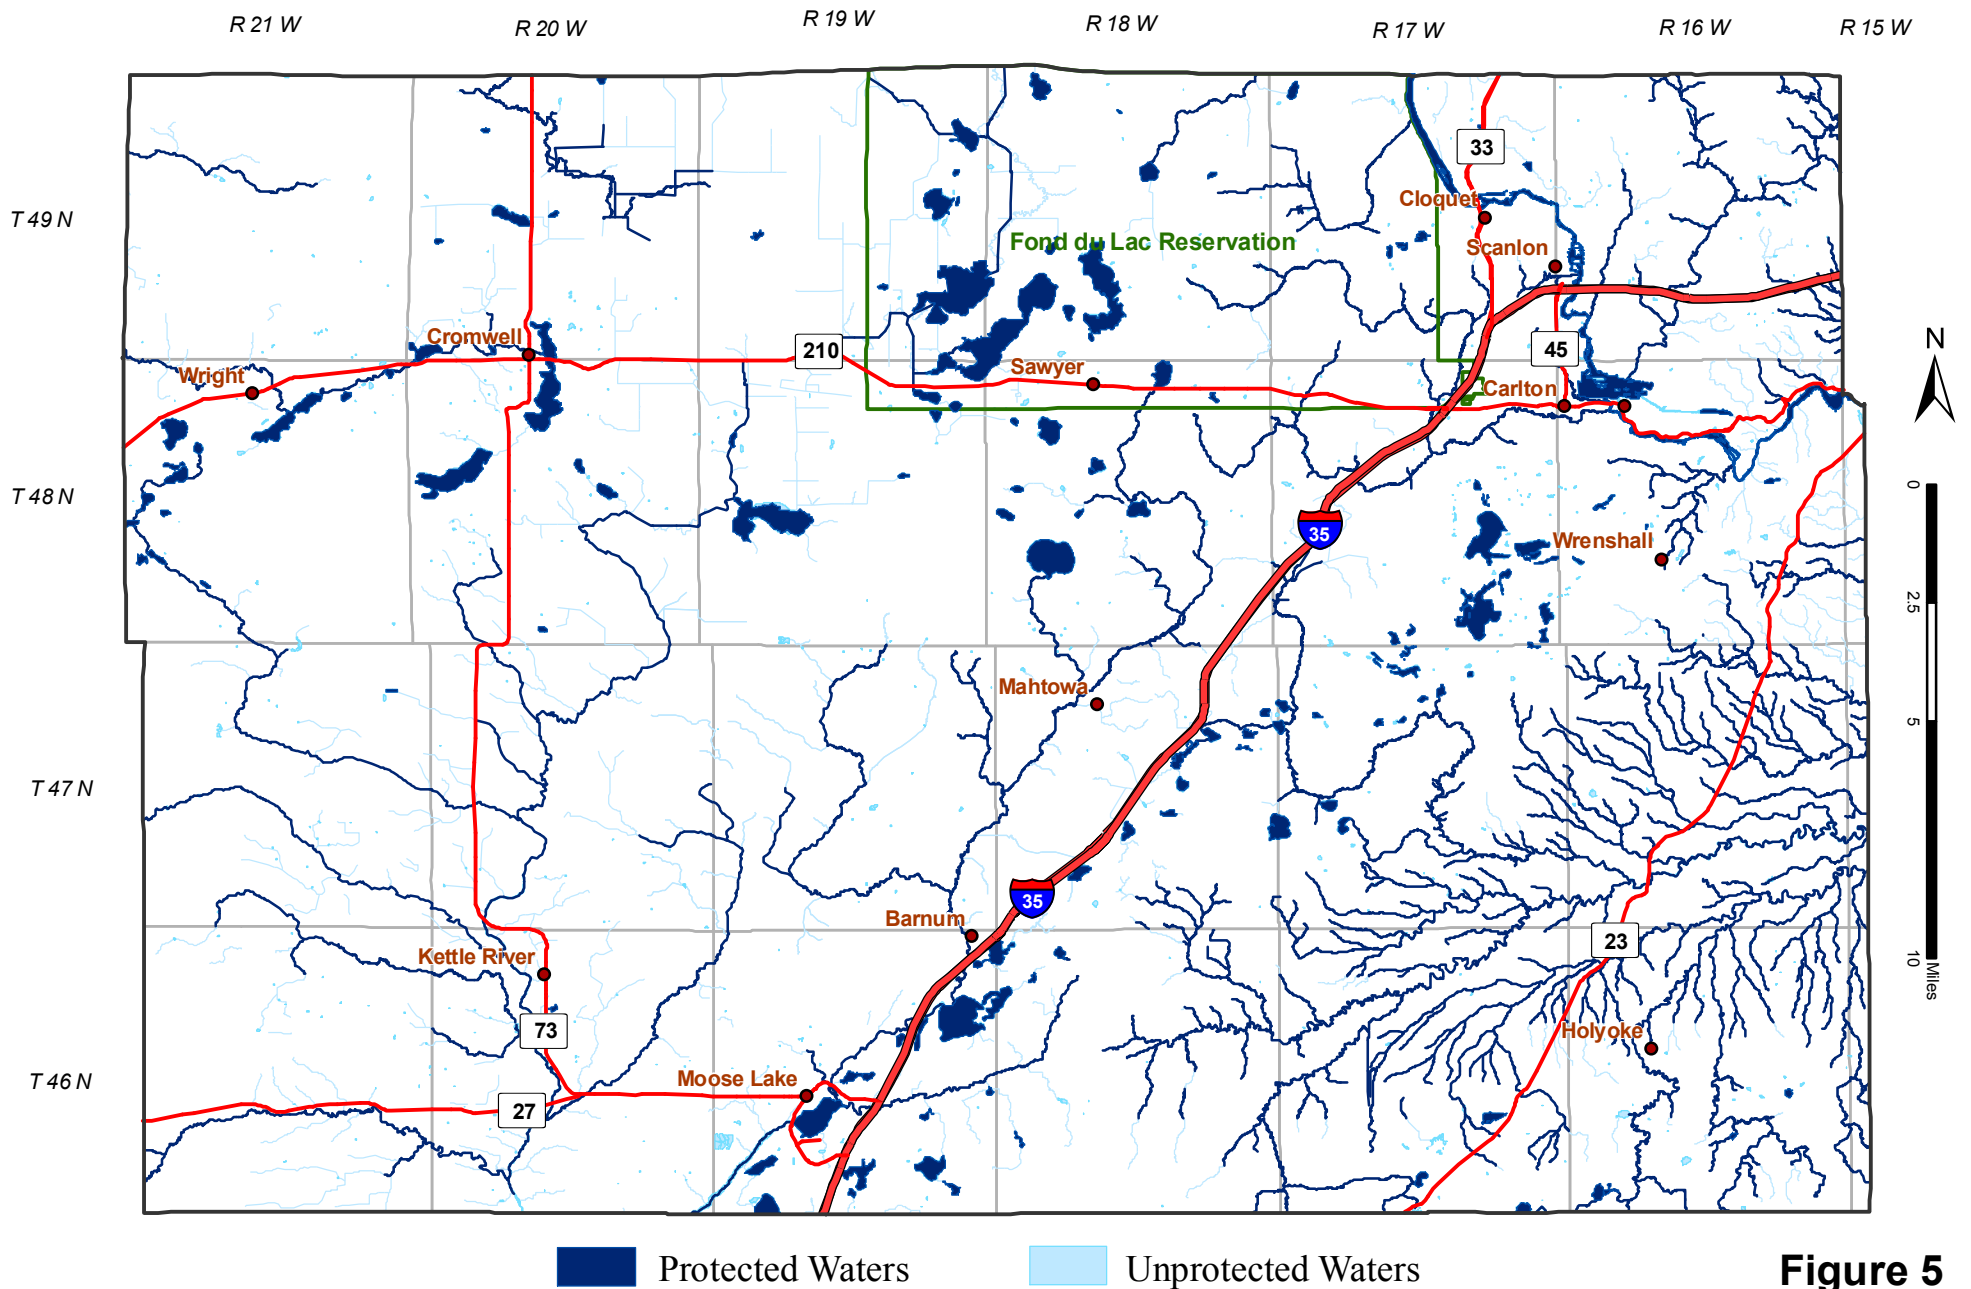 R 21 W
R 20 W
R 19 W
R 18 W
R 17 W
R 16 W
R 15 W
33
T 49 N
Cloquet
Fond du Lac Reservation
Scanlon
Cromwell
210
45
N
Wright
Sawyer
Carlton
T 48 N
0
35
Wrenshall
2.5
Mahtowa
5
T 47 N
35
Barnum
23
Kettle River
10
Miles
73
Holyoke
T 46 N
Moose Lake
27
Protected Waters
Unprotected Waters
Figure 5